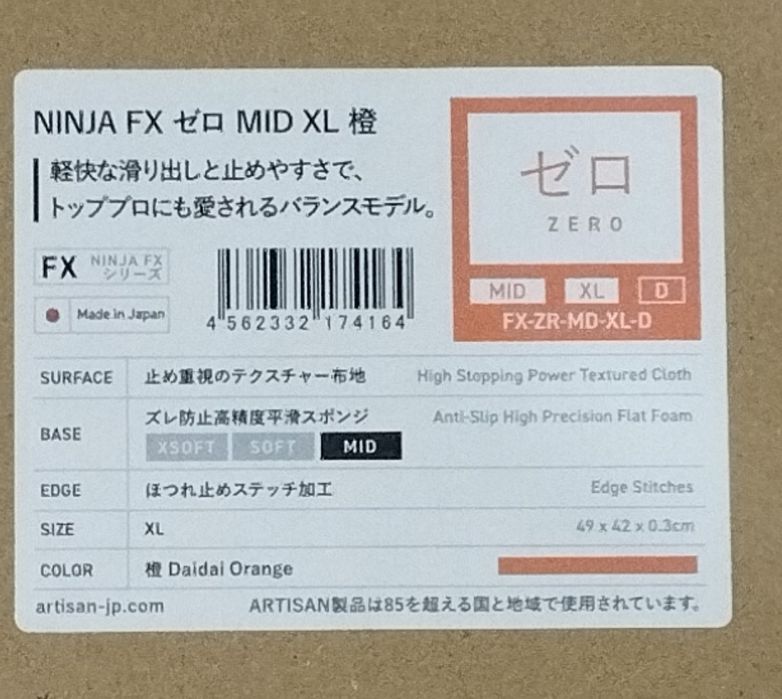 NINJA FX ゼロ MID XL 橙
軽快な滑り出しと止めやすさで、
トッププロにも愛されるバランスモデル。
FX NINJA FX
シリーズ
Made in Japan
4 562332 174164
ゼロ
ZERO
MID XL D
FX-ZR-MD-XL-D
SURFACE 止め重視のテクスチャー布地 High Stopping Power Textured Cloth
BASE ズレ防止高精度平滑スポンジ Anti-Slip High Precision Flat Foam
XSOFT SOFT MID
EDGE ほつれ止めステッチ加工 Edge Stitches
SIZE XL 49 x 42 x 0.3cm
COLOR 橙 Daidai Orange
artisan-jp.com ARTISAN製品は85を超える国と地域で使用されています。